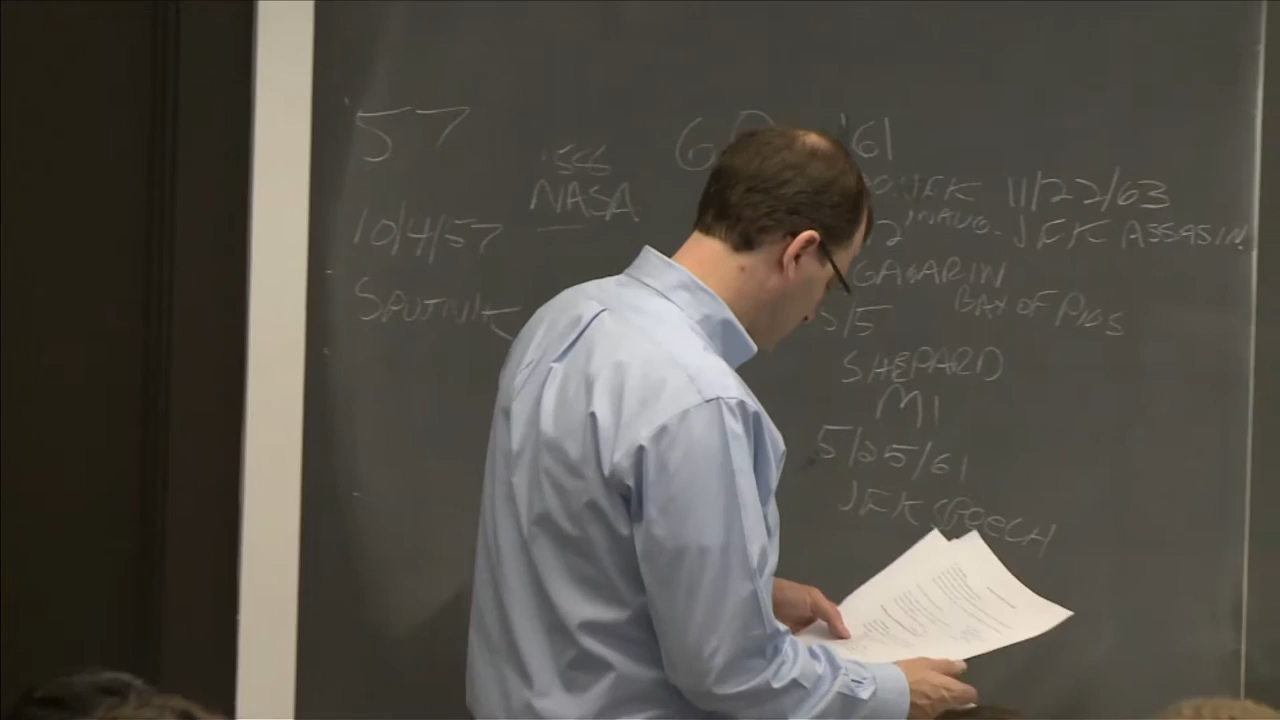 57
'58
NASA
10/4/57
SPUTNIK
'61
JFK 11/22/63
INAUG. JFK ASSASIN
GAGARIN
BAY OF PIGS
5/5
SHEPARD
MI
5/25/61
JFK SPEECH